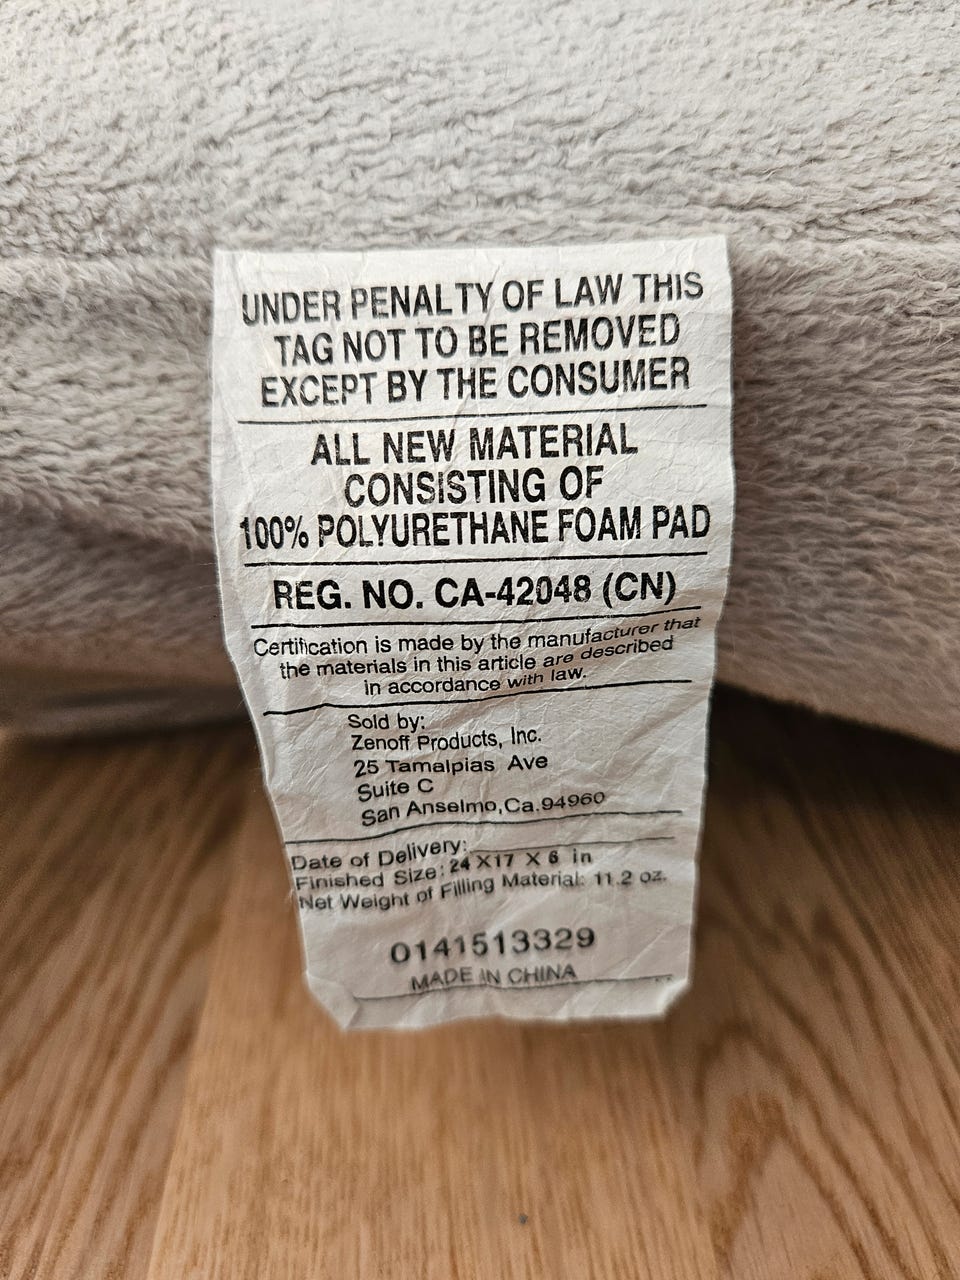 UNDER PENALTY OF LAW THIS
TAG NOT TO BE REMOVED
EXCEPT BY THE CONSUMER
ALL NEW MATERIAL
CONSISTING OF
100% POLYURETHANE FOAM PAD
REG. NO. CA-42048 (CN)
Certification is made by the manufacturer that
the materials in this article are described
in accordance with law.
Sold by:
Zenoff Products, Inc.
25 Tamalpias Ave
Suite C
San Anselmo,Ca.94960
Date of Delivery:
Finished Size: 24 X17 X 6 in
Net Weight of Filling Material: 11.2 oz.
0141513329
MADE IN CHINA